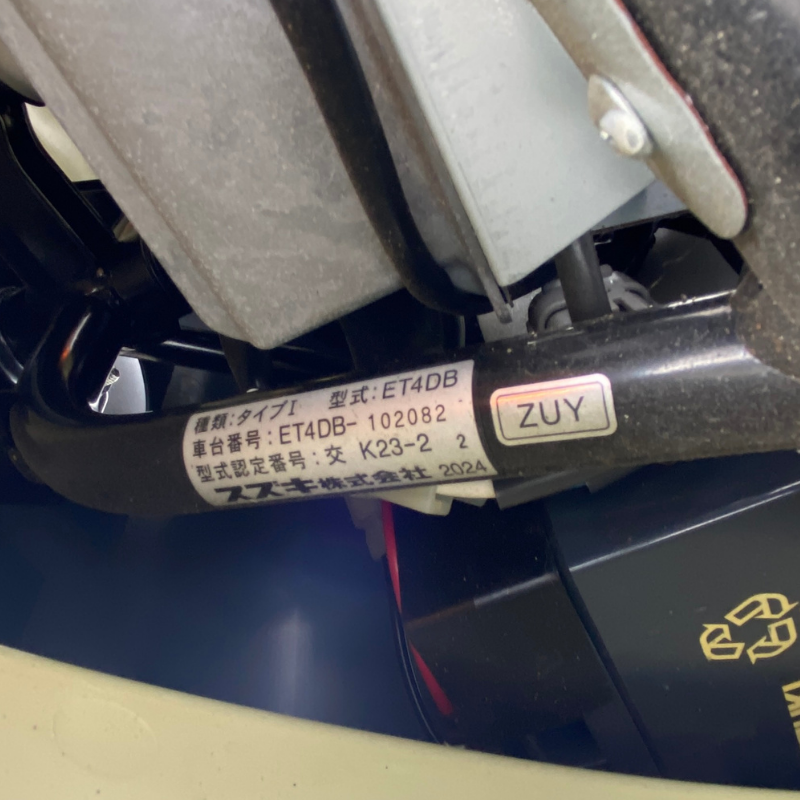 種類:タイプI 型式:ET4DB
車台番号:ET4DB-102082
型式認定番号:交 K23-2 2
スズキ株式会社 2024
ZUY